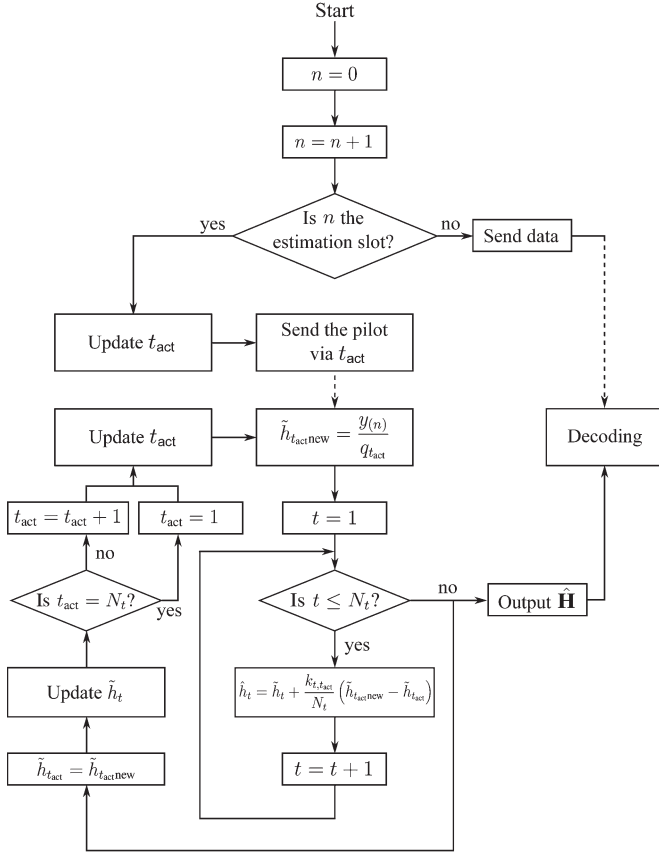 Start
n = 0
n = n + 1
Is n the
estimation slot?
yes
no
Send data
Update t_act
Send the pilot
via t_act
Update t_act
h̃_{t_act new} = y_(n) / q_{t_act}
Decoding
t_act = t_act + 1
t_act = 1
t = 1
no
yes
Is t_act = N_t?
Is t ≤ N_t?
no
yes
Output Ĥ
Update h̃_t
ĥ_t = h̃_t + k_{t,t_act} / N_t (h̃_{t_act new} − h̃_{t_act})
h̃_{t_act} = h̃_{t_act new}
t = t + 1